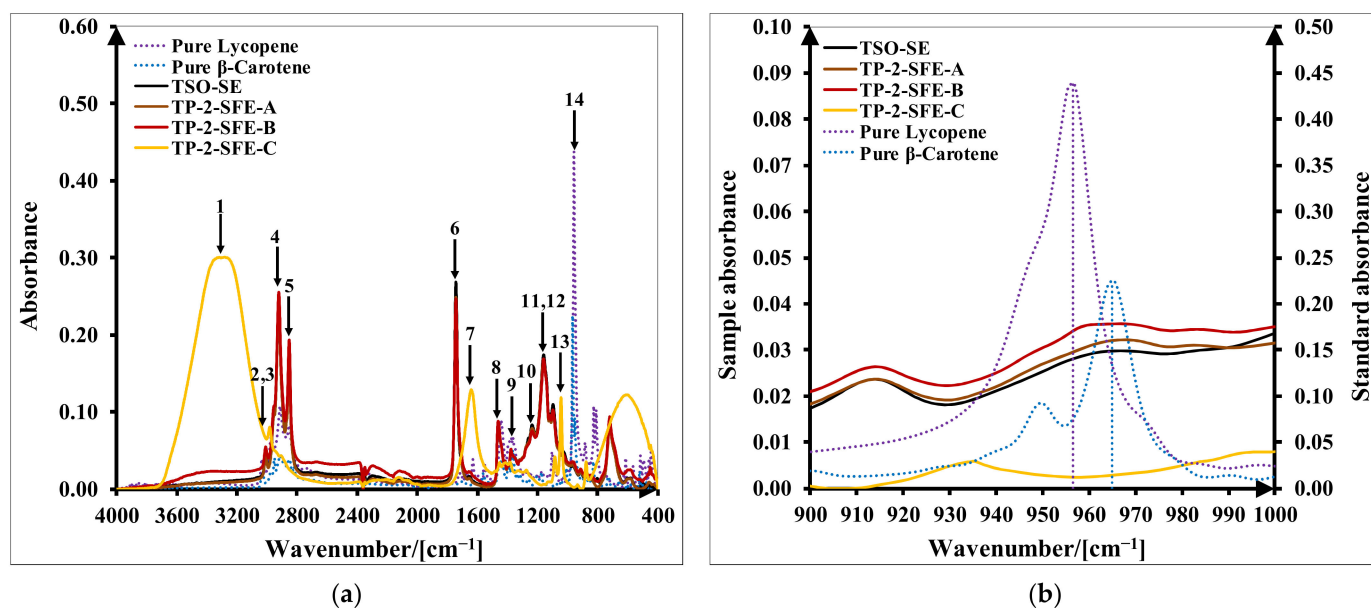 0.60
0.50
0.40
0.30
0.20
0.10
0.00
Absorbance
Pure Lycopene
Pure β-Carotene
TSO-SE
TP-2-SFE-A
TP-2-SFE-B
TP-2-SFE-C
1
2,3
4
5
6
7
8
9
10
11,12
13
14
4000 3600 3200 2800 2400 2000 1600 1200 800 400
Wavenumber/[cm⁻¹]
(a)
0.10
0.09
0.08
0.07
0.06
0.05
0.04
0.03
0.02
0.01
0.00
Sample absorbance
TSO-SE
TP-2-SFE-A
TP-2-SFE-B
TP-2-SFE-C
Pure Lycopene
Pure β-Carotene
0.50
0.45
0.40
0.35
0.30
0.25
0.20
0.15
0.10
0.05
0.00
Standard absorbance
900 910 920 930 940 950 960 970 980 990 1000
Wavenumber/[cm⁻¹]
(b)